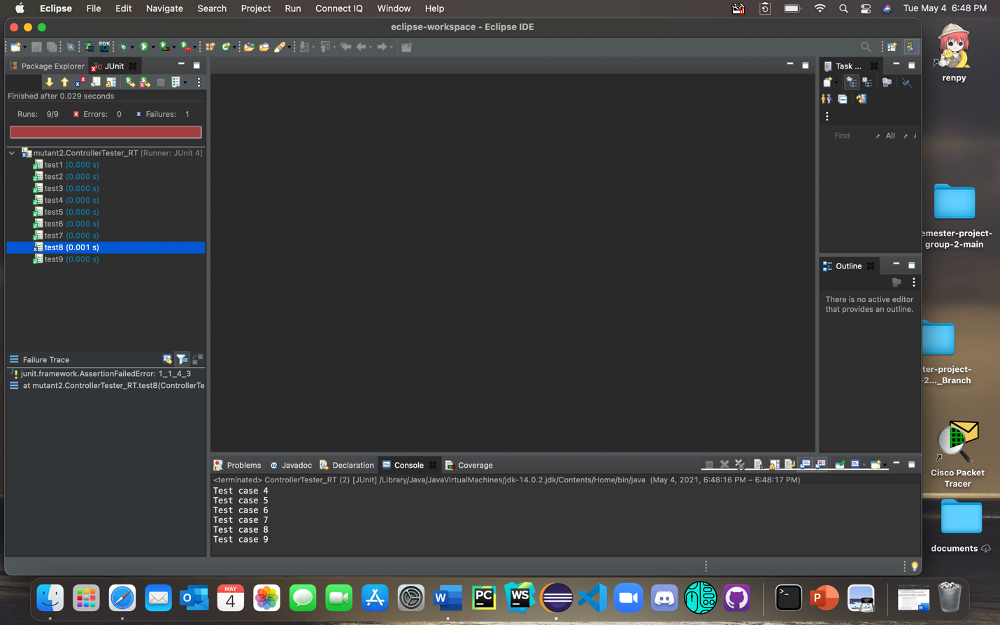 Eclipse File Edit Navigate Search Project Run Connect IQ Window Help Tue May 4 6:48 PM
eclipse-workspace - Eclipse IDE
SDK
Package Explorer JUnit
Task ...
Finished after 0.029 seconds
Runs: 9/9 Errors: 0 Failures: 1
Find All
mutant2.ControllerTester_RT [Runner: JUnit 4]
test1 (0.000 s)
test2 (0.000 s)
test3 (0.000 s)
test4 (0.000 s)
test5 (0.000 s)
test6 (0.000 s)
test7 (0.000 s)
test8 (0.001 s)
test9 (0.000 s)
Outline
There is no active editor
that provides an outline.
Failure Trace
junit.framework.AssertionFailedError: 1_1_4_3
at mutant2.ControllerTester_RT.test8(ControllerTe
Problems Javadoc Declaration Console Coverage
<terminated> ControllerTester_RT (2) [JUnit] /Library/Java/JavaVirtualMachines/jdk-14.0.2.jdk/Contents/Home/bin/java (May 4, 2021, 6:48:16 PM – 6:48:17 PM)
Test case 4
Test case 5
Test case 6
Test case 7
Test case 8
Test case 9
renpy
emester-project-
group-2-main
ter-project-
-2..._Branch
Cisco Packet
Tracer
documents
MAY
4
W
PC
WS
>_
P